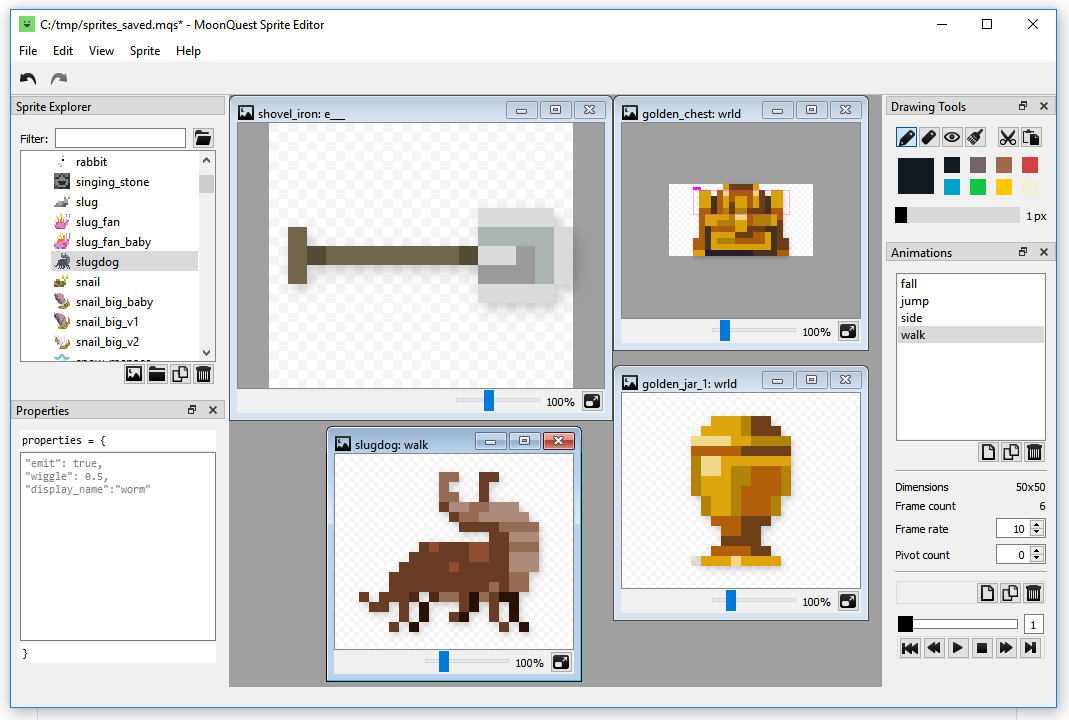 C:/tmp/sprites_saved.mqs* - MoonQuest Sprite Editor
File Edit View Sprite Help
Sprite Explorer
Filter:
rabbit
singing_stone
slug
slug_fan
slug_fan_baby
slugdog
snail
snail_big_baby
snail_big_v1
snail_big_v2
Properties
properties = {
"emit": true,
"wiggle": 0.5,
"display_name":"worm"
}
shovel_iron: e___
100%
golden_chest: wrld
100%
slugdog: walk
100%
golden_jar_1: wrld
100%
Drawing Tools
1 px
Animations
fall
jump
side
walk
Dimensions 50x50
Frame count 6
Frame rate 10
Pivot count 0
1